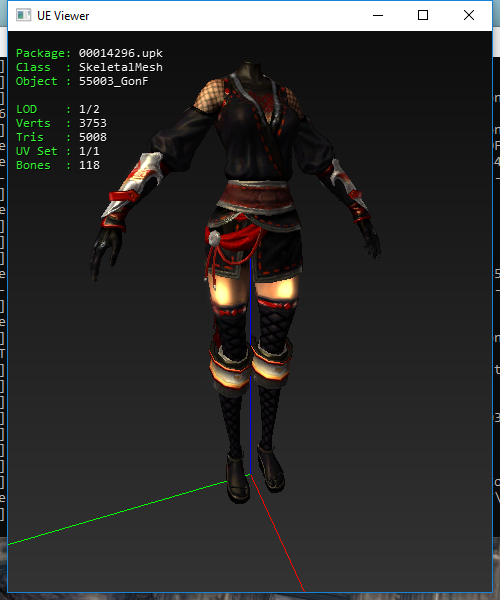 UE Viewer
Package: 00014296.upk
Class : SkeletalMesh
Object : 55003_GonF
LOD : 1/2
Verts : 3753
Tris : 5008
UV Set : 1/1
Bones : 118